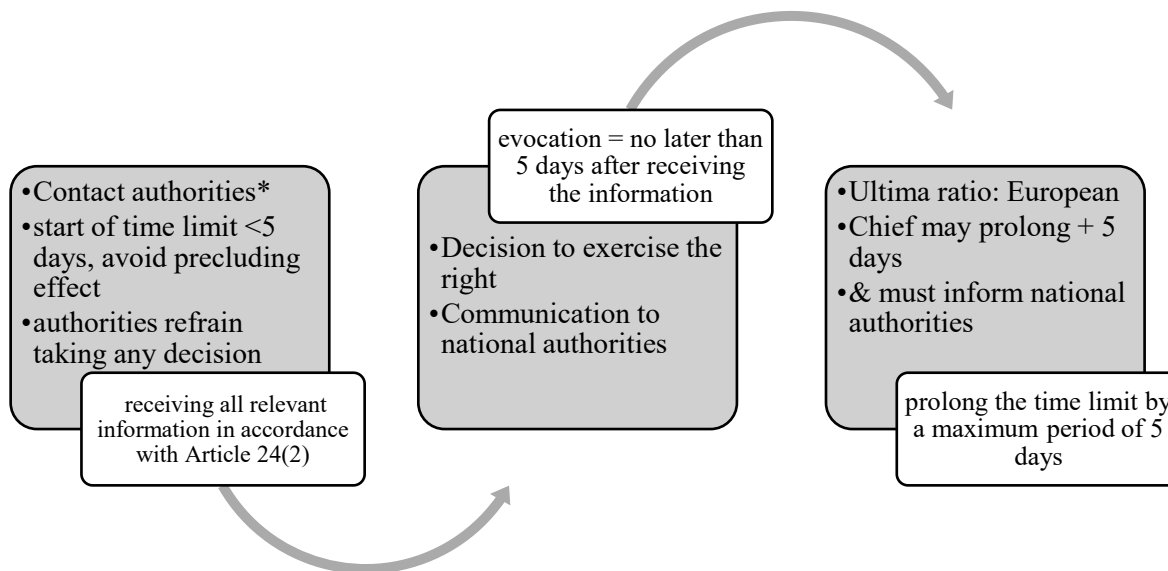 •Contact authorities*
•start of time limit <5
days, avoid precluding
effect
•authorities refrain
taking any decision
receiving all relevant
information in accordance
with Article 24(2)
evocation = no later than
5 days after receiving
the information
•Decision to exercise the
right
•Communication to
national authorities
•Ultima ratio: European
•Chief may prolong + 5
days
•& must inform national
authorities
prolong the time limit by
a maximum period of 5
days